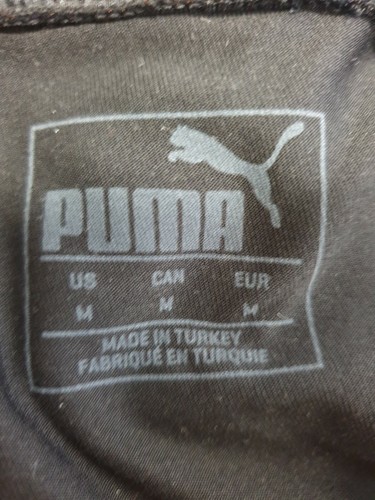 PUMA
US CAN EUR
M M M
MADE IN TURKEY
FABRIQUÉ EN TURQUIE